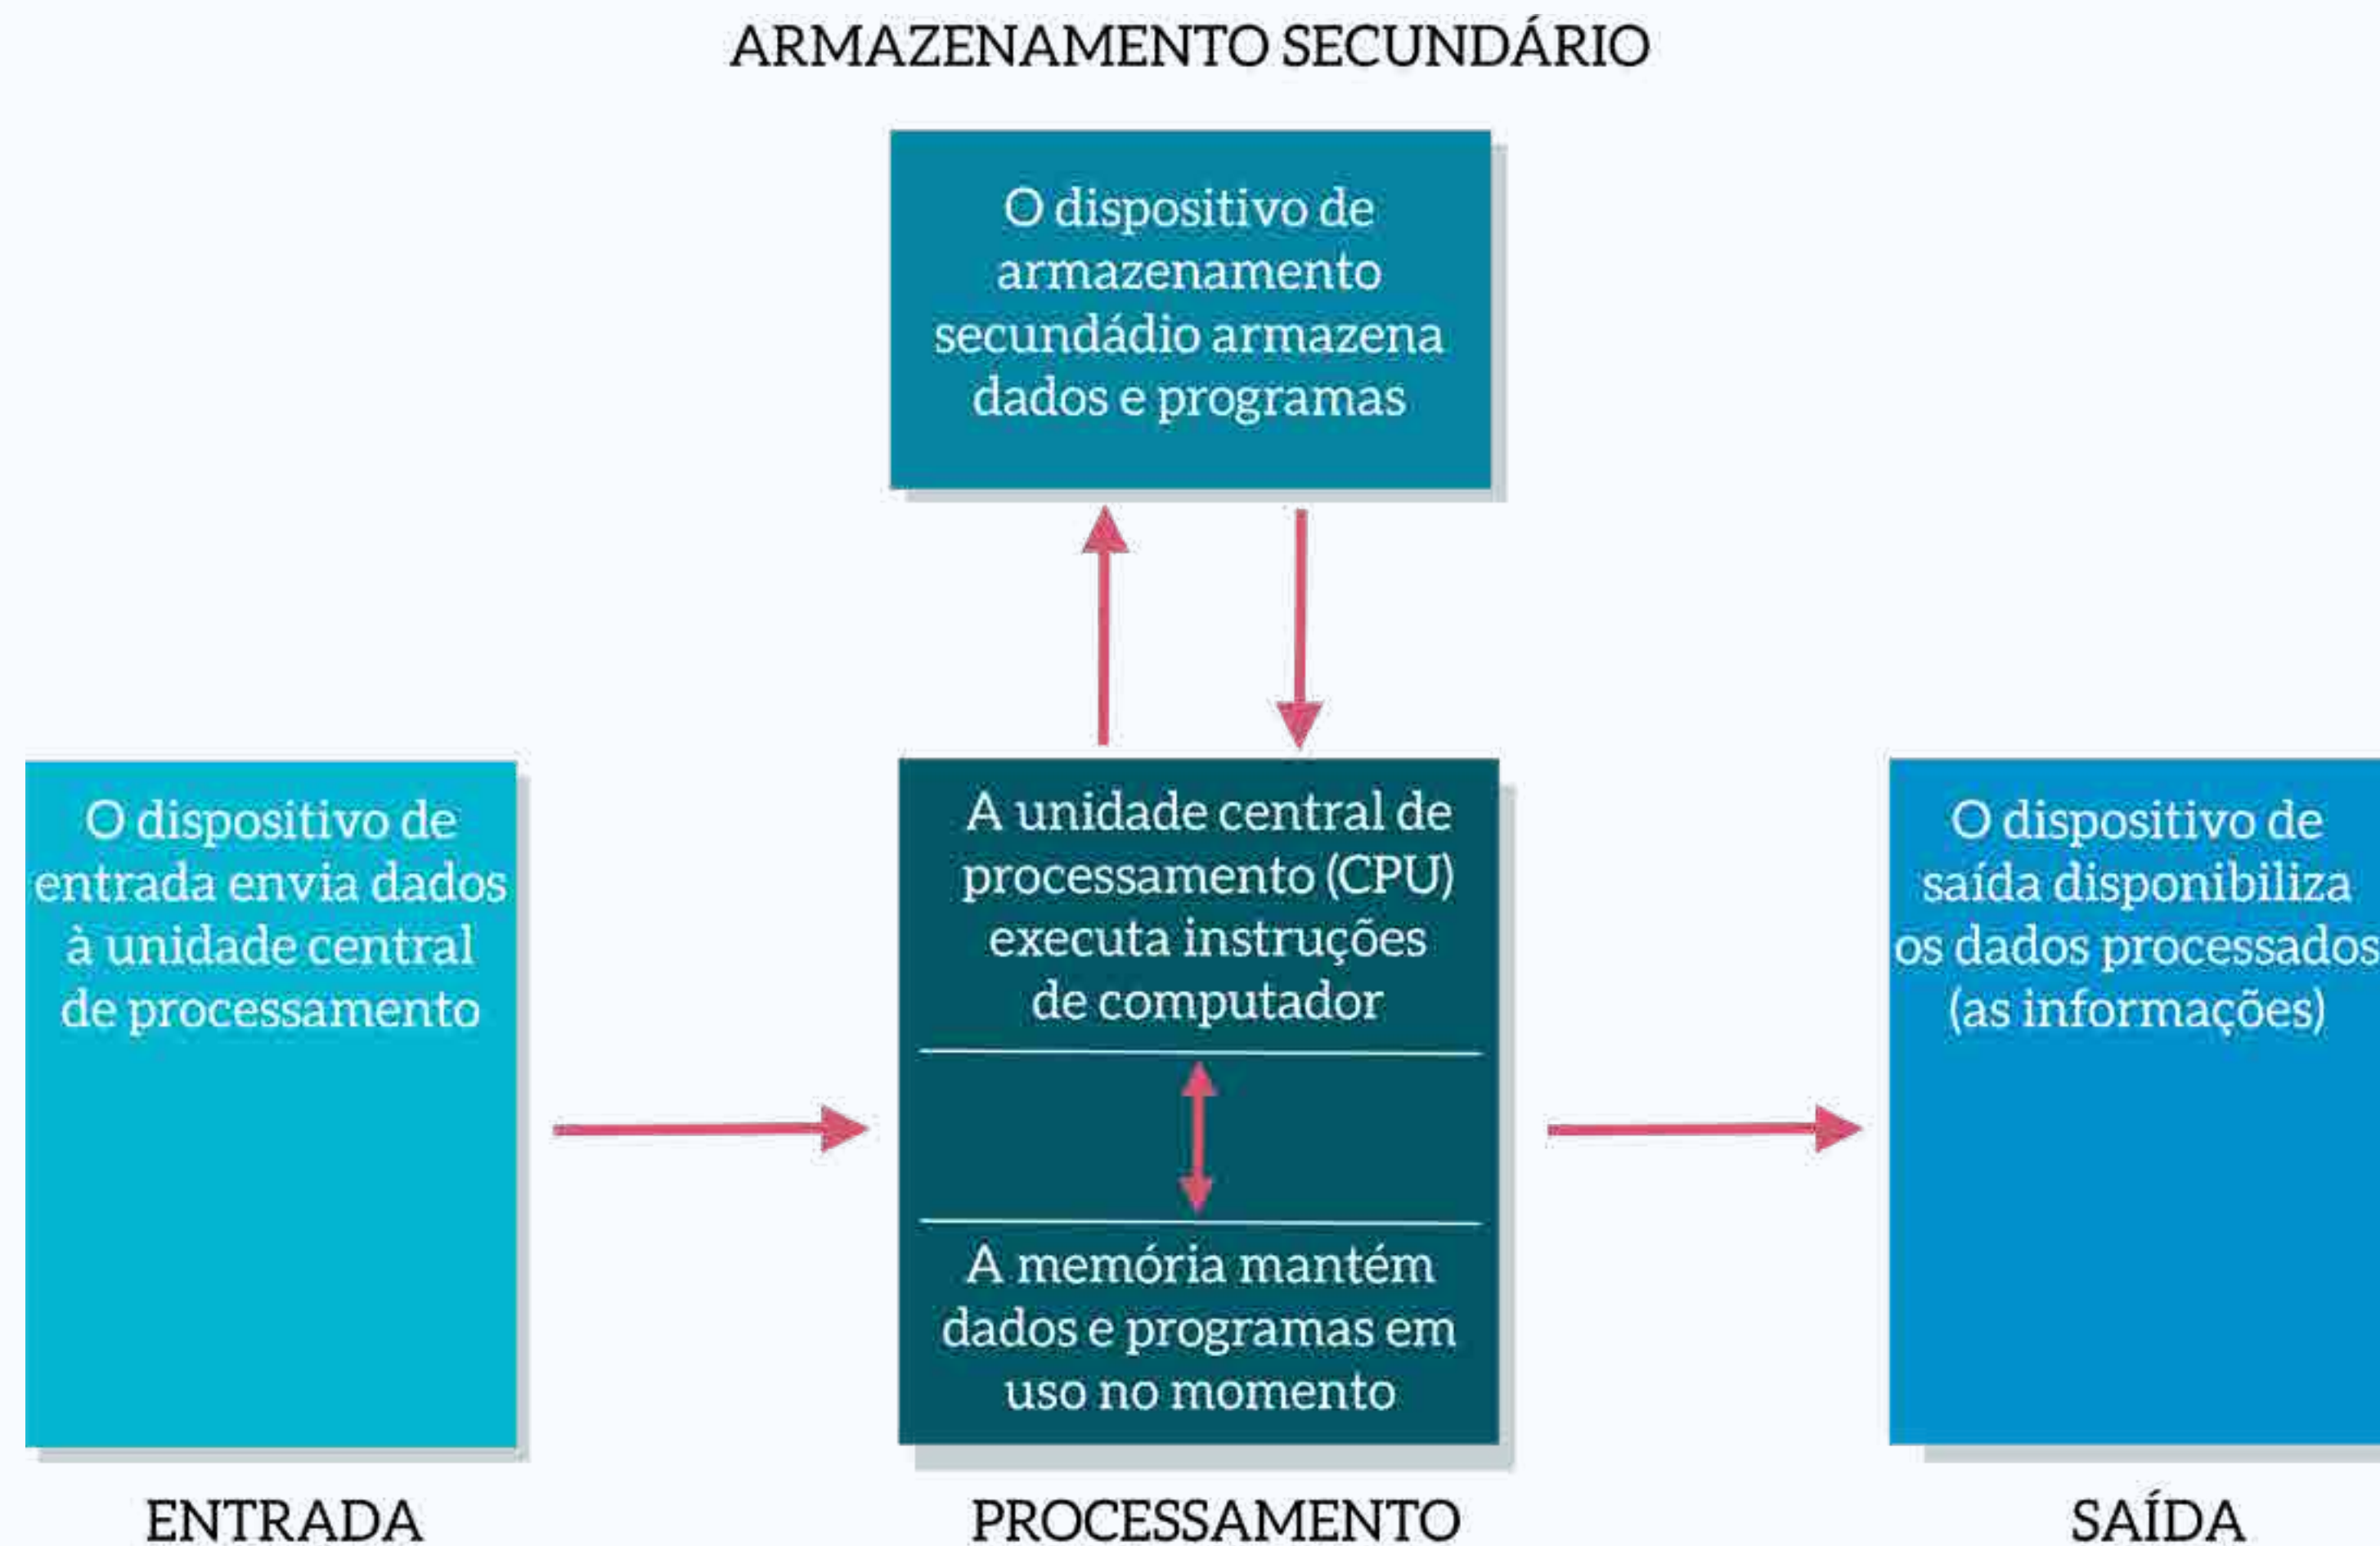 ARMAZENAMENTO SECUNDÁRIO
O dispositivo de
armazenamento
secundádio armazena
dados e programas
O dispositivo de
entrada envia dados
à unidade central
de processamento
ENTRADA
A unidade central de
processamento (CPU)
executa instruções
de computador
A memória mantém
dados e programas em
uso no momento
PROCESSAMENTO
O dispositivo de
saída disponibiliza
os dados processados
(as informações)
SAÍDA